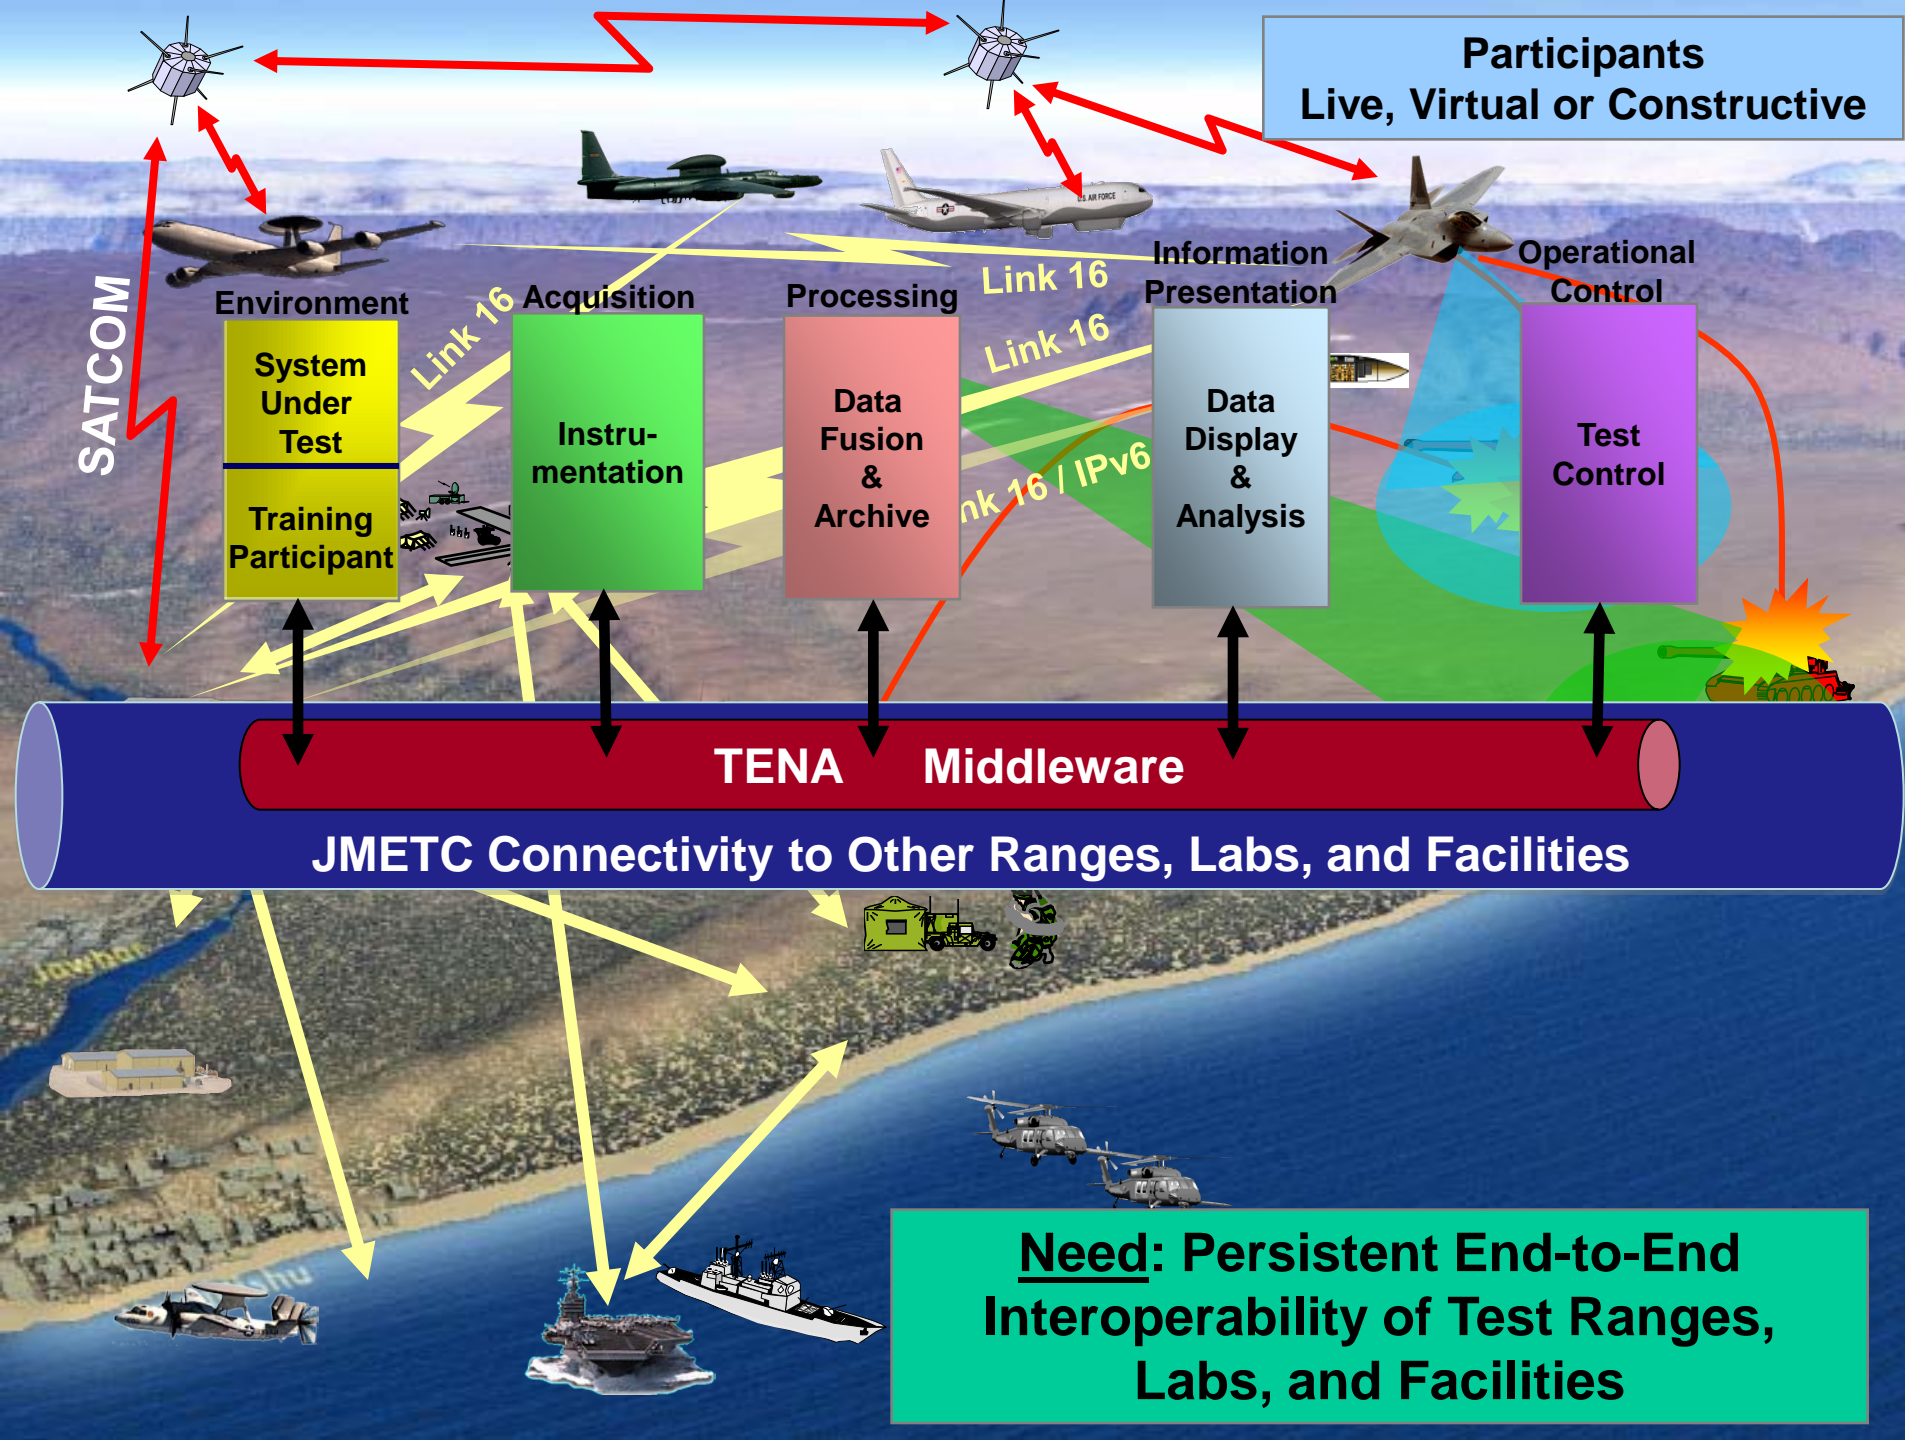 Participants
Live, Virtual or Constructive
U.S. AIR FORCE
SATCOM
Link 16
Link 16
Link 16
nk 16 / IPv6
Environment
System
Under
Test
Training
Participant
Acquisition
Instru-
mentation
Processing
Data
Fusion
&
Archive
Information
Presentation
Data
Display
&
Analysis
Operational
Control
Test
Control
TENA Middleware
JMETC Connectivity to Other Ranges, Labs, and Facilities
Jawhar
Need: Persistent End-to-End
Interoperability of Test Ranges,
Labs, and Facilities